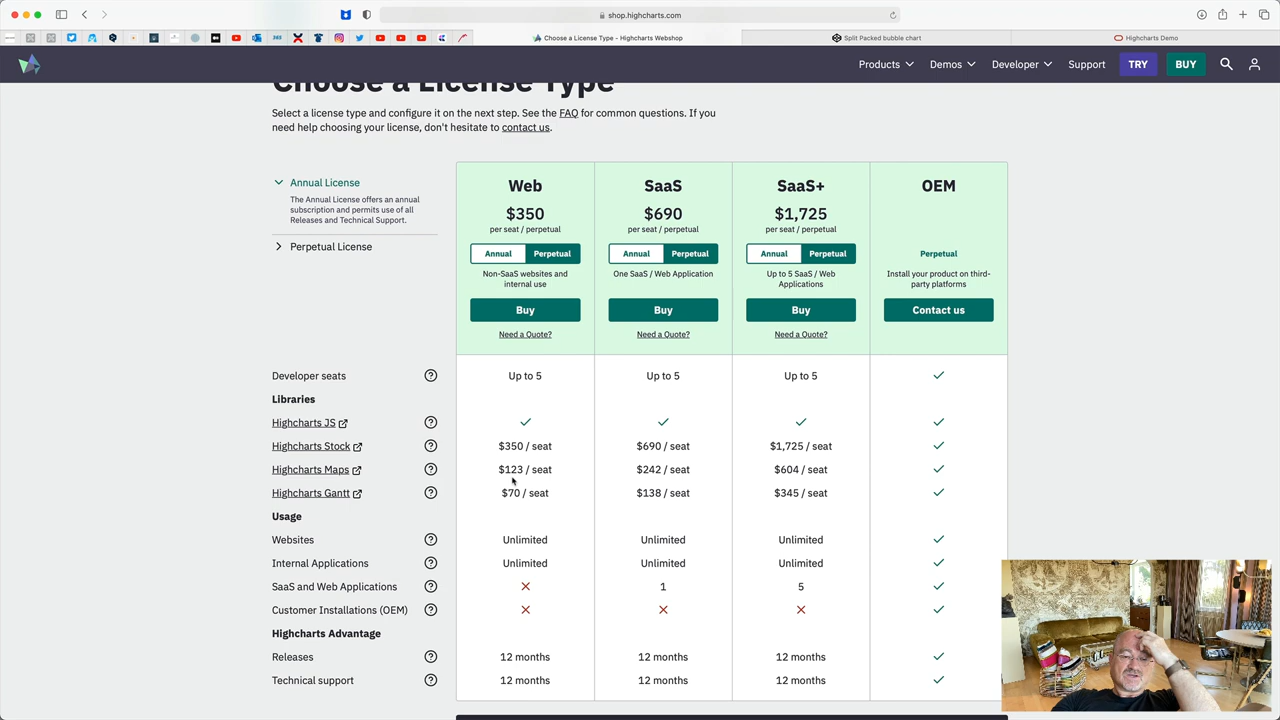 shop.highcharts.com
Choose a License Type - Highcharts Webshop
Split Packed bubble chart
Highcharts Demo
Products
Demos
Developer
Support
TRY
BUY
Choose a License Type
Select a license type and configure it on the next step. See the FAQ for common questions. If you
need help choosing your license, don't hesitate to contact us.
Annual License
The Annual License offers an annual
subscription and permits use of all
Releases and Technical Support.
Perpetual License
Web
$350
per seat / perpetual
Annual Perpetual
Non-SaaS websites and
internal use
Buy
Need a Quote?
SaaS
$690
per seat / perpetual
Annual Perpetual
One SaaS / Web Application
Buy
Need a Quote?
SaaS+
$1,725
per seat / perpetual
Annual Perpetual
Up to 5 SaaS / Web
Applications
Buy
Need a Quote?
OEM
Perpetual
Install your product on third-
party platforms
Contact us
Developer seats ? Up to 5 Up to 5 Up to 5
Libraries
Highcharts JS ?
Highcharts Stock ? $350 / seat $690 / seat $1,725 / seat
Highcharts Maps ? $123 / seat $242 / seat $604 / seat
Highcharts Gantt ? $70 / seat $138 / seat $345 / seat
Usage
Websites ? Unlimited Unlimited Unlimited
Internal Applications ? Unlimited Unlimited Unlimited
SaaS and Web Applications ? 1 5
Customer Installations (OEM) ?
Highcharts Advantage
Releases ? 12 months 12 months 12 months
Technical support ? 12 months 12 months 12 months